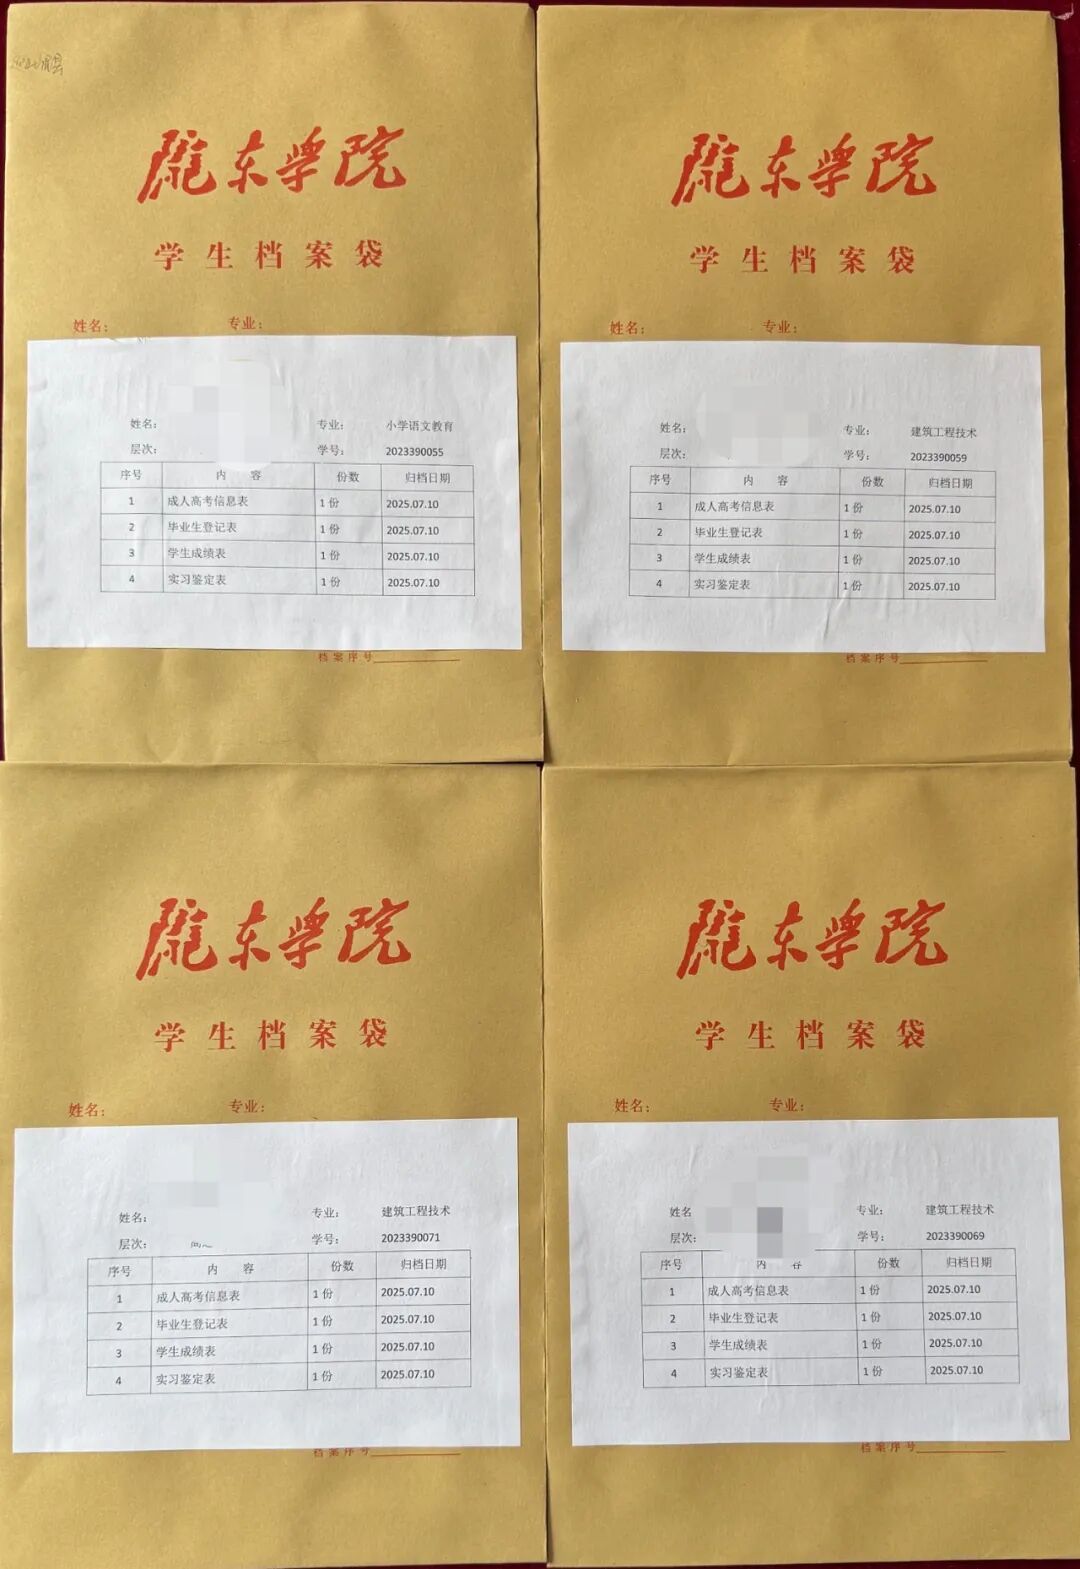 陇东学院
学生档案袋
姓名: 专业:
姓名: 专业: 小学语文教育
层次: 学号: 2023390055
序号 内 容 份数 归档日期
1 成人高考信息表 1份 2025.07.10
2 毕业生登记表 1份 2025.07.10
3 学生成绩表 1份 2025.07.10
4 实习鉴定表 1份 2025.07.10
档案序号
陇东学院
学生档案袋
姓名: 专业:
姓名: 专业: 建筑工程技术
层次: 学号: 2023390059
序号 内 容 份数 归档日期
1 成人高考信息表 1份 2025.07.10
2 毕业生登记表 1份 2025.07.10
3 学生成绩表 1份 2025.07.10
4 实习鉴定表 1份 2025.07.10
档案序号
陇东学院
学生档案袋
姓名: 专业:
姓名: 专业: 建筑工程技术
层次: 学号: 2023390071
序号 内 容 份数 归档日期
1 成人高考信息表 1份 2025.07.10
2 毕业生登记表 1份 2025.07.10
3 学生成绩表 1份 2025.07.10
4 实习鉴定表 1份 2025.07.10
档案序号
陇东学院
学生档案袋
姓名: 专业:
姓名 专业: 建筑工程技术
层次: 学号: 2023390069
序号 内 容 份数 归档日期
1 成人高考信息表 1份 2025.07.10
2 毕业生登记表 1份 2025.07.10
3 学生成绩表 1份 2025.07.10
4 实习鉴定表 1份 2025.07.10
档案序号